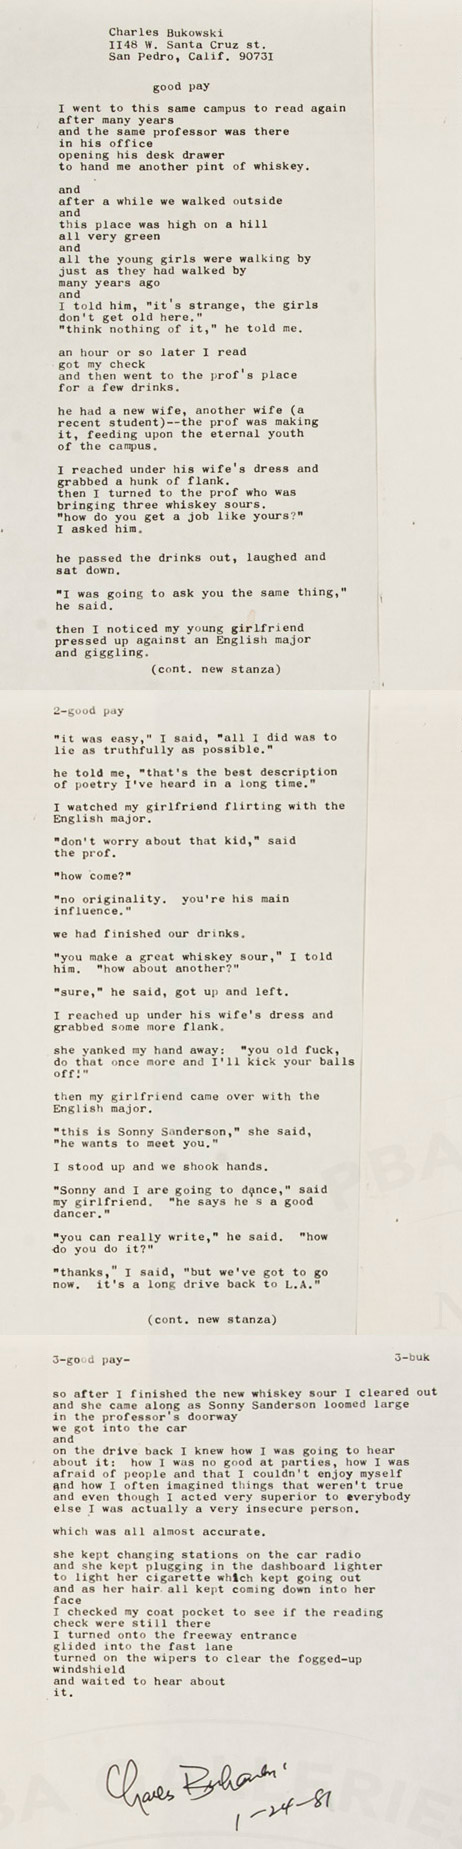 Charles Bukowski
1148 W. Santa Cruz st.
San Pedro, Calif. 90731
good pay
I went to this same campus to read again
after many years
and the same professor was there
in his office
opening his desk drawer
to hand me another pint of whiskey.
and
after a while we walked outside
and
this place was high on a hill
all very green
and
all the young girls were walking by
just as they had walked by
many years ago
and
I told him, "it's strange, the girls
don't get old here."
"think nothing of it," he told me.
an hour or so later I read
got my check
and then went to the prof's place
for a few drinks.
he had a new wife, another wife (a
recent student)--the prof was making
it, feeding upon the eternal youth
of the campus.
I reached under his wife's dress and
grabbed a hunk of flank.
then I turned to the prof who was
bringing three whiskey sours.
"how do you get a job like yours?"
I asked him.
he passed the drinks out, laughed and
sat down.
"I was going to ask you the same thing,"
he said.
then I noticed my young girlfriend
pressed up against an English major
and giggling.
(cont. new stanza)
2-good pay
"it was easy," I said, "all I did was to
lie as truthfully as possible."
he told me, "that's the best description
of poetry I've heard in a long time."
I watched my girlfriend flirting with the
English major.
"don't worry about that kid," said
the prof.
"how come?"
"no originality. you're his main
influence."
we had finished our drinks.
"you make a great whiskey sour," I told
him. "how about another?"
"sure," he said, got up and left.
I reached up under his wife's dress and
grabbed some more flank.
she yanked my hand away: "you old fuck,
do that once more and I'll kick your balls
off!"
then my girlfriend came over with the
English major.
"this is Sonny Sanderson," she said,
"he wants to meet you."
I stood up and we shook hands.
"Sonny and I are going to dance," said
my girlfriend. "he says he's a good
dancer."
"you can really write," he said. "how
do you do it?"
"thanks," I said, "but we've got to go
now. it's a long drive back to L.A."
(cont. new stanza)
3-good pay- 3-buk
so after I finished the new whiskey sour I cleared out
and she came along as Sonny Sanderson loomed large
in the professor's doorway
we got into the car
and
on the drive back I knew how I was going to hear
about it: how I was no good at parties, how I was
afraid of people and that I couldn't enjoy myself
and how I often imagined things that weren't true
and even though I acted very superior to everybody
else I was actually a very insecure person.
which was all almost accurate.
she kept changing stations on the car radio
and she kept plugging in the dashboard lighter
to light her cigarette which kept going out
and as her hair all kept coming down into her
face
I checked my coat pocket to see if the reading
check were still there
I turned onto the freeway entrance
glided into the fast lane
turned on the wipers to clear the fogged-up
windshield
and waited to hear about
it.
Charles Bukowski
1-24-81